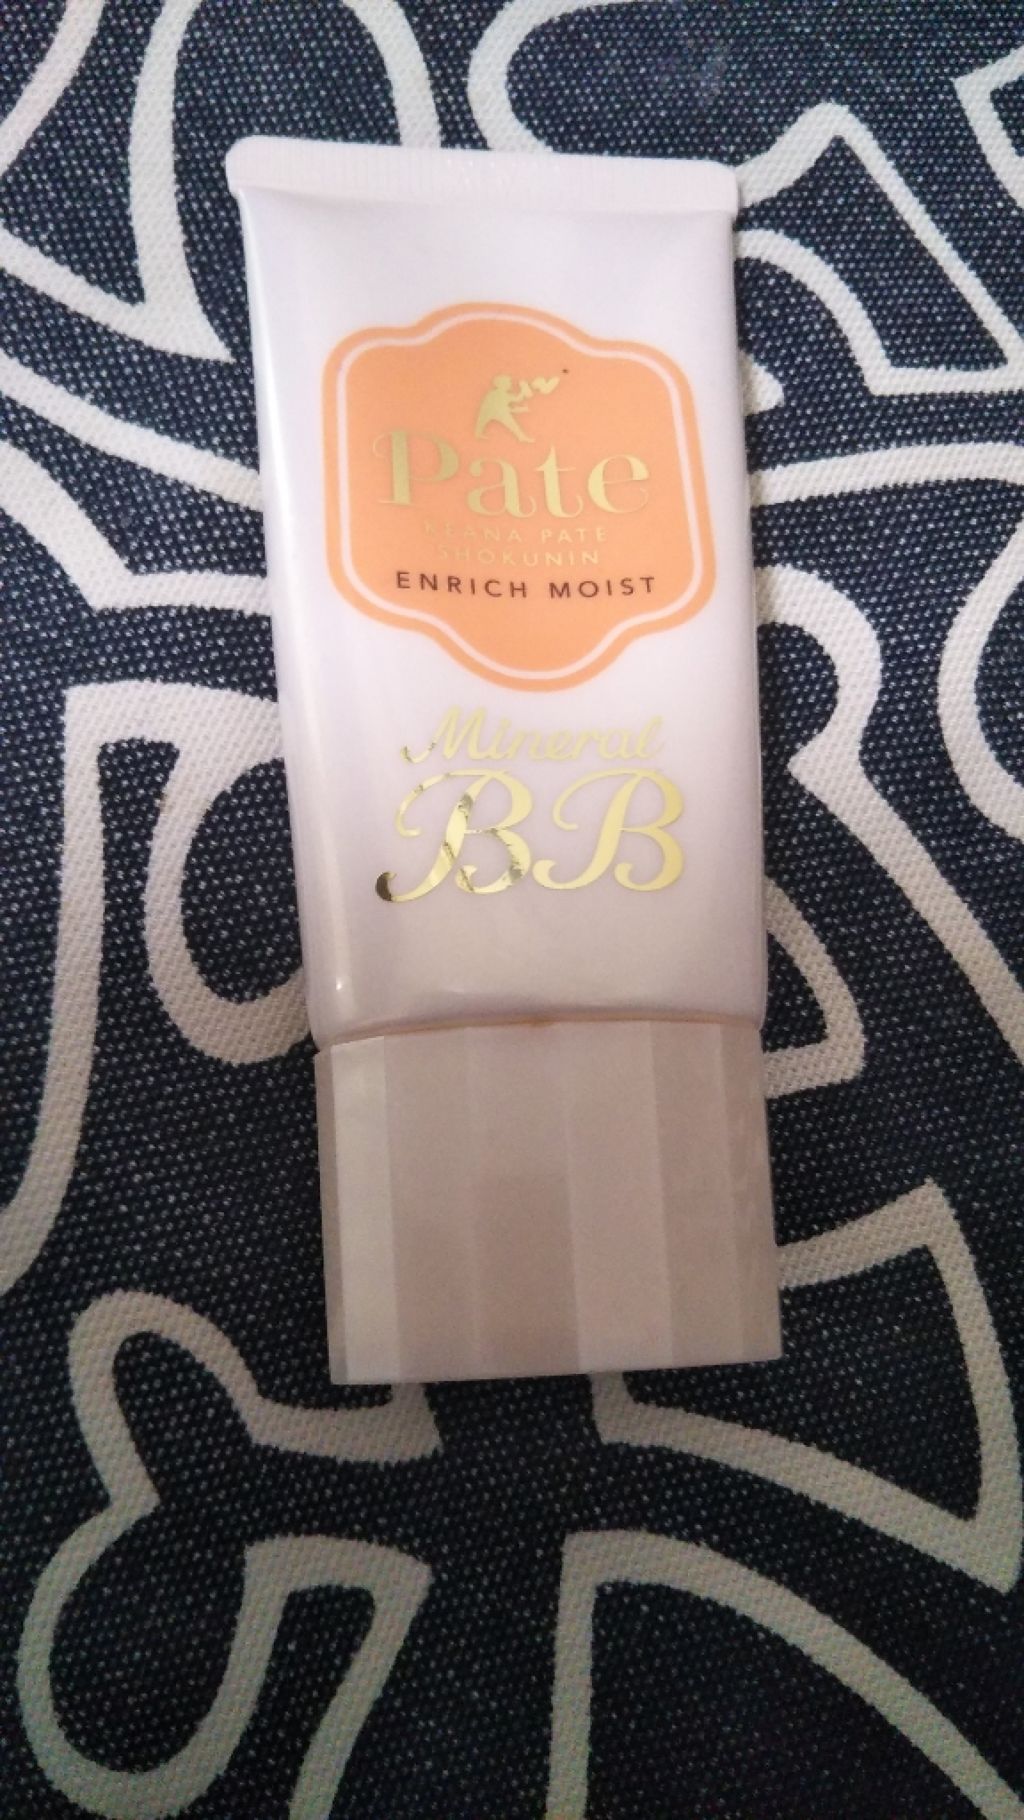 Pate
KEANA PATE
SHOKUNIN
ENRICH MOIST
Mineral
BB